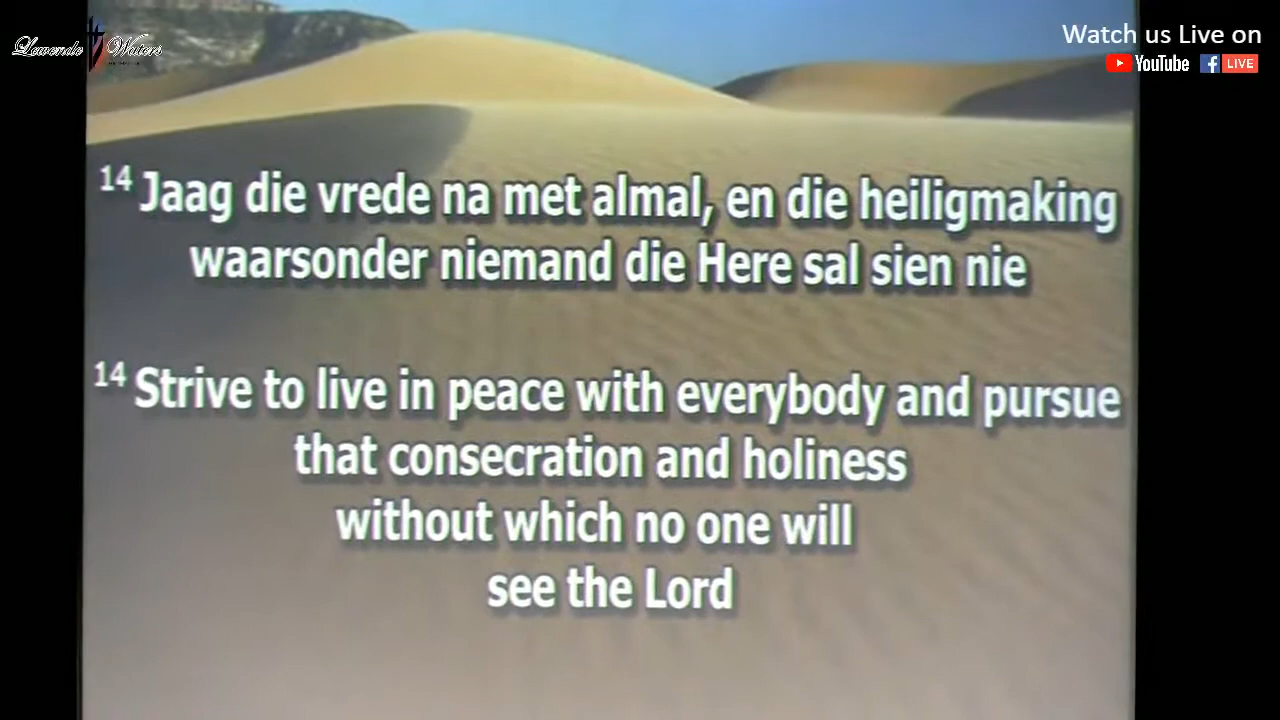 Lewende Waters
Watch us Live on
YouTube f LIVE
14 Jaag die vrede na met almal, en die heiligmaking
waarsonder niemand die Here sal sien nie
14 Strive to live in peace with everybody and pursue
that consecration and holiness
without which no one will
see the Lord